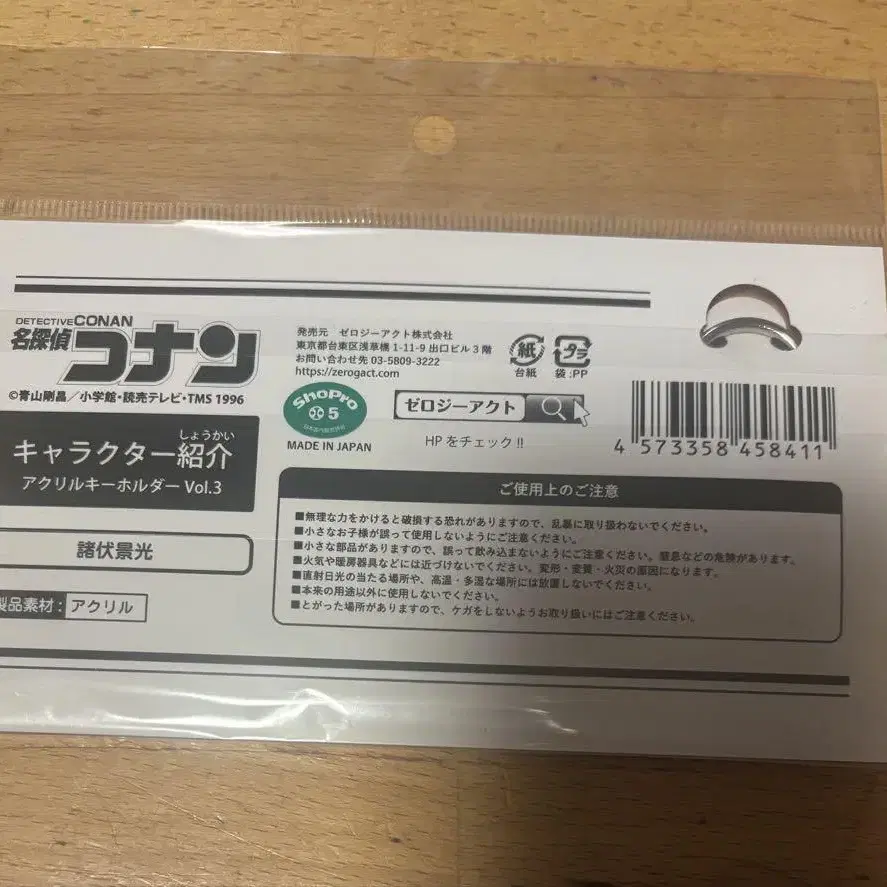 DETECTIVE CONAN
名探偵
コナン
©青山剛昌／小学館・読売テレビ・TMS 1996
しょうかい
キャラクター紹介
アクリルキーホルダー Vol.3
諸伏景光
製品素材：アクリル
発売元　ゼロジーアクト株式会社
東京都台東区浅草橋1-11-9 出口ビル3階
お問い合わせ先 03-5809-3222
https://zerogact.com
紙
台紙
プラ
袋:PP
ShoPro
5
MADE IN JAPAN
ゼロジーアクト
HPをチェック!!
4 573358 458411
ご使用上のご注意
■無理な力をかけると破損する恐れがありますので、乱暴に取り扱わないでください。
■小さなお子様が誤って使用しないようにご注意ください。
■小さな部品がありますので、誤って飲み込まないようにご注意ください。窒息などの危険があります。
■火気や暖房器具などには近づけないでください。変形・変質・火災の原因になります。
■直射日光の当たる場所や、高温・多湿な場所には放置しないでください。
■本来の用途以外に使用しないでください。
■とがった場所がありますので、ケガをしないようお取り扱いにはご注意ください。